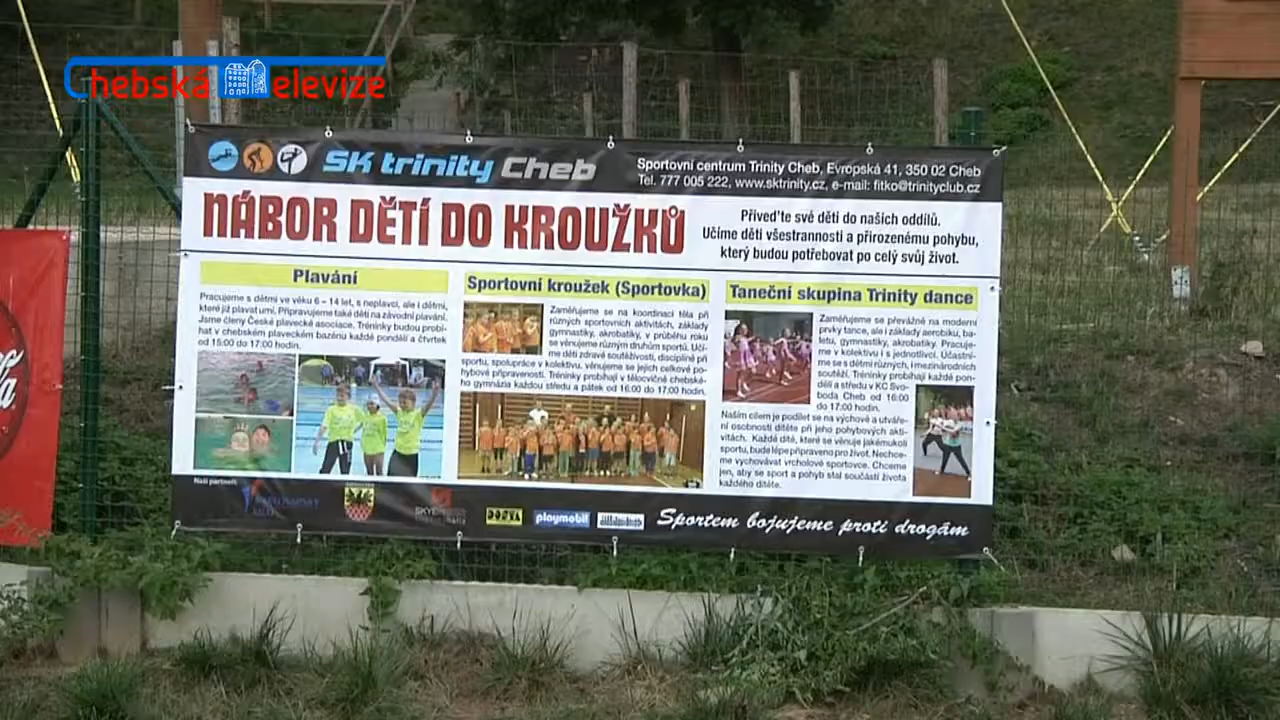 Chebská televize
SK trinity Cheb
Sportovní centrum Trinity Cheb, Evropská 41, 350 02 Cheb
Tel. 777 005 222, www.sktrinity.cz, e-mail: fitko@trinityclub.cz
NÁBOR DĚTÍ DO KROUŽKŮ
Přiveďte své děti do našich oddílů.
Učíme děti všestrannosti a přirozenému pohybu,
který budou potřebovat po celý svůj život.
Plavání
Pracujeme s dětmi ve věku 6 – 14 let, s neplavci, ale i dětmi,
které již plavat umí. Připravujeme také děti na závodní plavání.
Jsme členy České plavecké asociace. Tréninky budou probí-
hat v chebském plaveckém bazénu každé pondělí a čtvrtek
od 15:00 do 17:00 hodin.
Sportovní kroužek (Sportovka)
Zaměřujeme se na koordinaci těla při
různých sportovních aktivitách, základy
gymnastiky, akrobatiky, v průběhu roku
se věnujeme různým druhům sportů. Učí-
me děti zdravé soutěživosti, disciplíně při
sportu, spolupráce v kolektivu. věnujeme se jejich celkové po-
hybové připravenosti. Tréninky probíhají v tělocvičně chebské-
ho gymnázia každou středu a pátek od 16:00 do 17:00 hodin.
Taneční skupina Trinity dance
Zaměřujeme se převážně na moderní
prvky tance, ale i základy aerobiku, ba-
letu, gymnastiky, akrobatiky. Pracuje-
me v kolektivu i s jednotlivci. Účastní-
me se s dětmi různých, i mezinárodních
soutěží. Tréninky probíhají každé pon-
dělí a středu v KC Svo-
boda Cheb od 16:00
do 17:00 hodin.
Naším cílem je podílet se na výchově a utváře-
ní osobnosti dítěte při jeho pohybových akti-
vitách. Každé dítě, které se věnuje jakémukoli
sportu, bude lépe připraveno pro život. Nechce-
me vychovávat vrcholové sportovce. Chceme
jen, aby se sport a pohyb stal součástí života
každého dítěte.
Naši partneři:
playmobil
Sportem bojujeme proti drogám